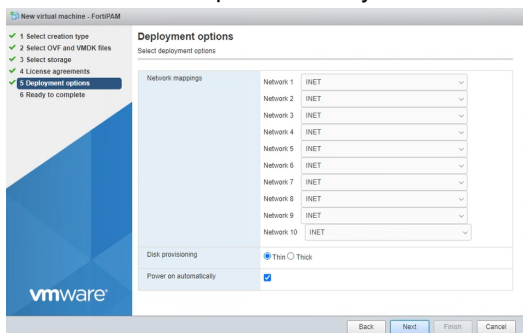 New virtual machine - FortiPAM
1 Select creation type
2 Select OVF and VMDK files
3 Select storage
4 License agreements
5 Deployment options
6 Ready to complete
vmware®
Deployment options
Select deployment options
Network mappings
Network 1 INET
Network 2 INET
Network 3 INET
Network 4 INET
Network 5 INET
Network 6 INET
Network 7 INET
Network 8 INET
Network 9 INET
Network 10 INET
Disk provisioning
Thin Thick
Power on automatically
Back Next Finish Cancel